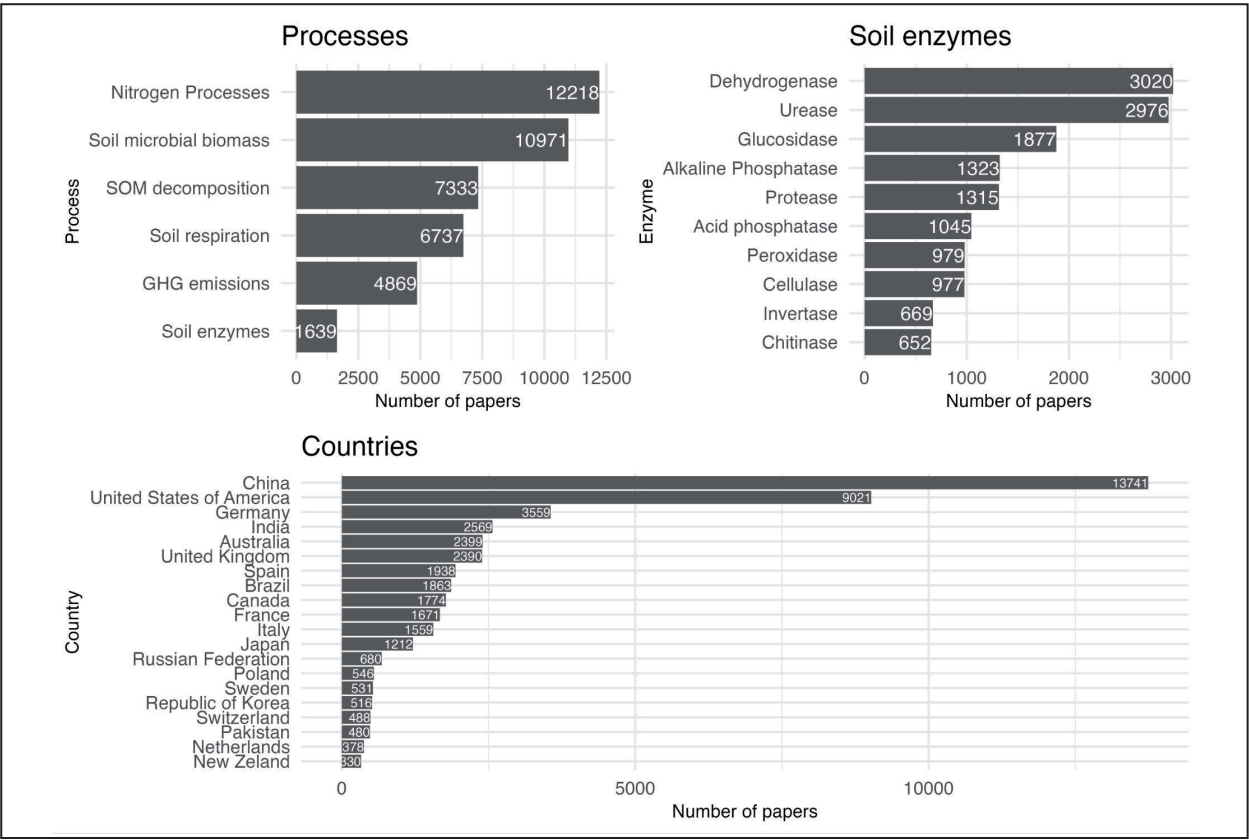 Processes
Process
Nitrogen Processes 12218
Soil microbial biomass 10971
SOM decomposition 7333
Soil respiration 6737
GHG emissions 4869
Soil enzymes 1639
0 2500 5000 7500 10000 12500
Number of papers
Soil enzymes
Enzyme
Dehydrogenase 3020
Urease 2976
Glucosidase 1877
Alkaline Phosphatase 1323
Protease 1315
Acid phosphatase 1045
Peroxidase 979
Cellulase 977
Invertase 669
Chitinase 652
0 1000 2000 3000
Number of papers
Countries
Country
China 13741
United States of America 9021
Germany 3559
India 2569
Australia 2399
United Kingdom 2390
Spain 1938
Brazil 1863
Canada 1774
France 1671
Italy 1559
Japan 1212
Russian Federation 680
Poland 546
Sweden 531
Republic of Korea 516
Switzerland 488
Pakistan 480
Netherlands 378
New Zeland 330
0 5000 10000
Number of papers